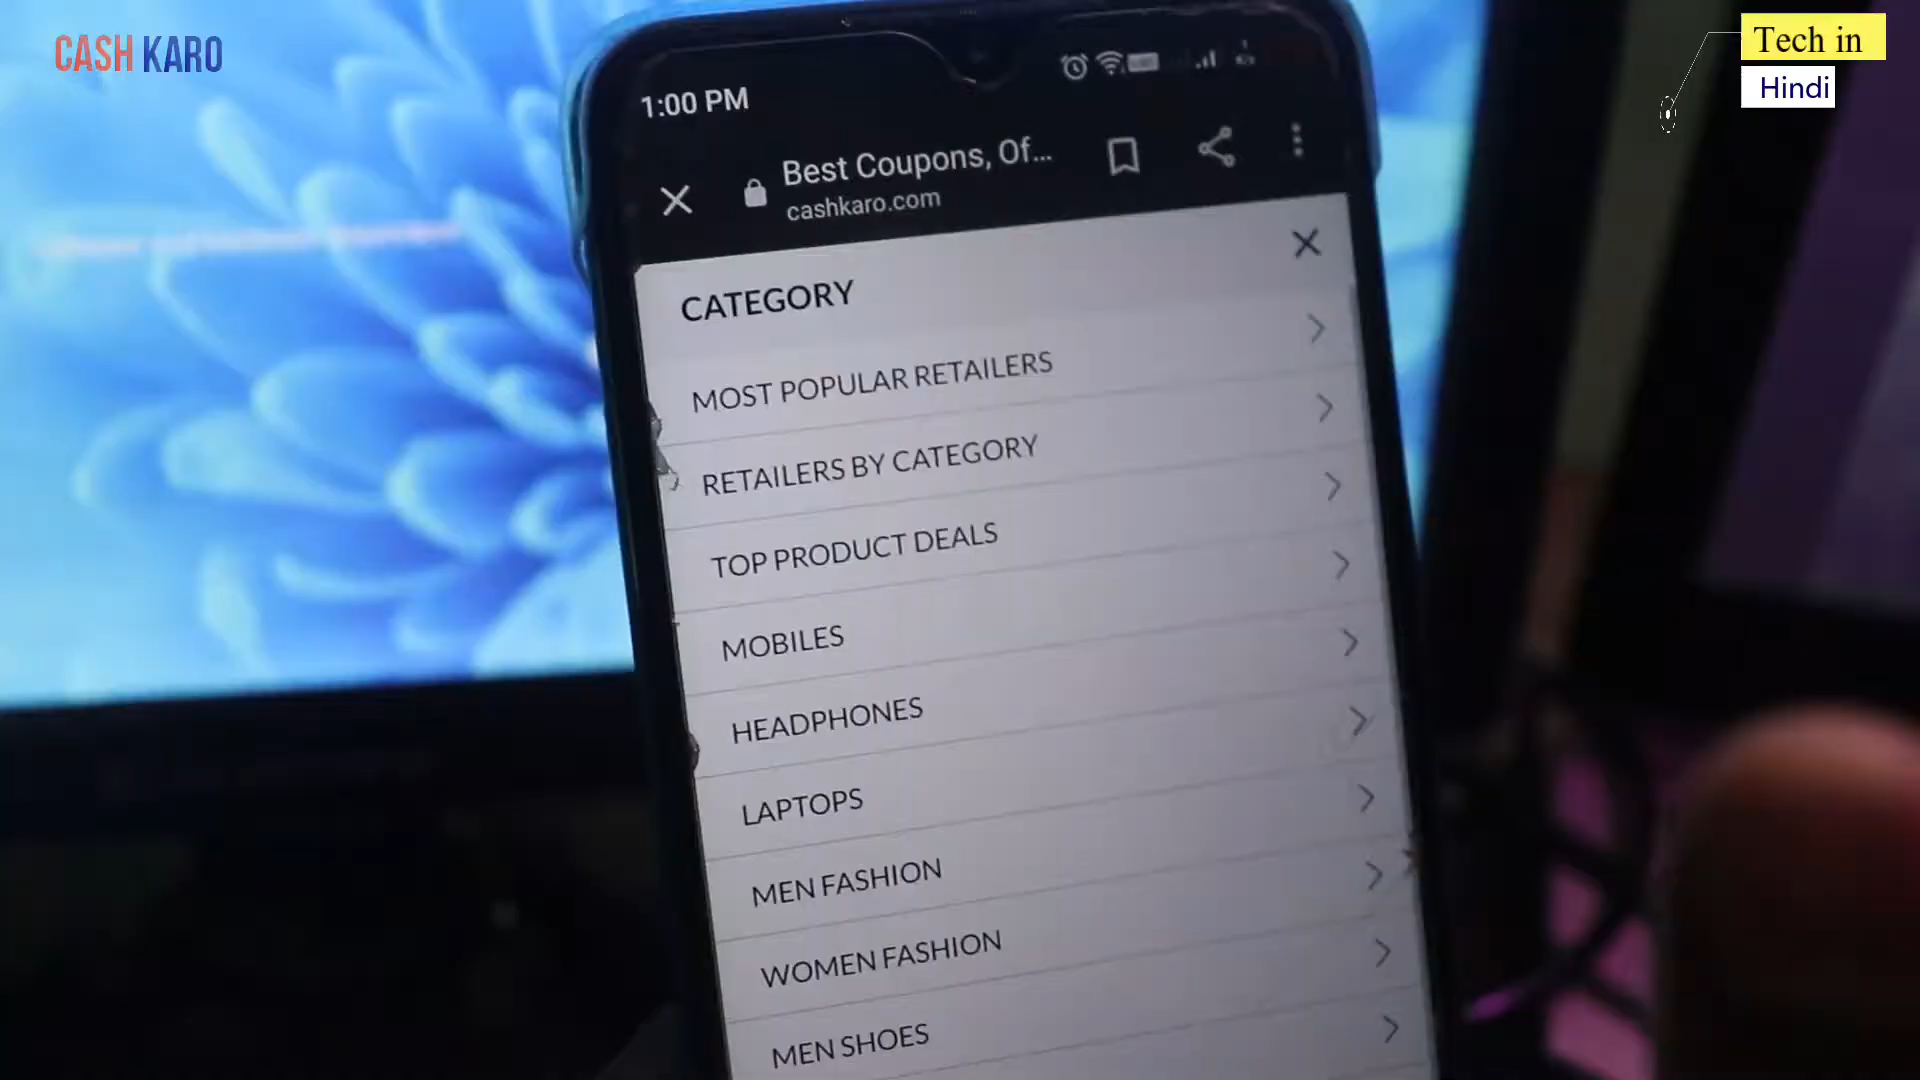 CASH KARO
Tech in
Hindi
1:00 PM
Best Coupons, Of...
cashkaro.com
CATEGORY
MOST POPULAR RETAILERS
RETAILERS BY CATEGORY
TOP PRODUCT DEALS
MOBILES
HEADPHONES
LAPTOPS
MEN FASHION
WOMEN FASHION
MEN SHOES